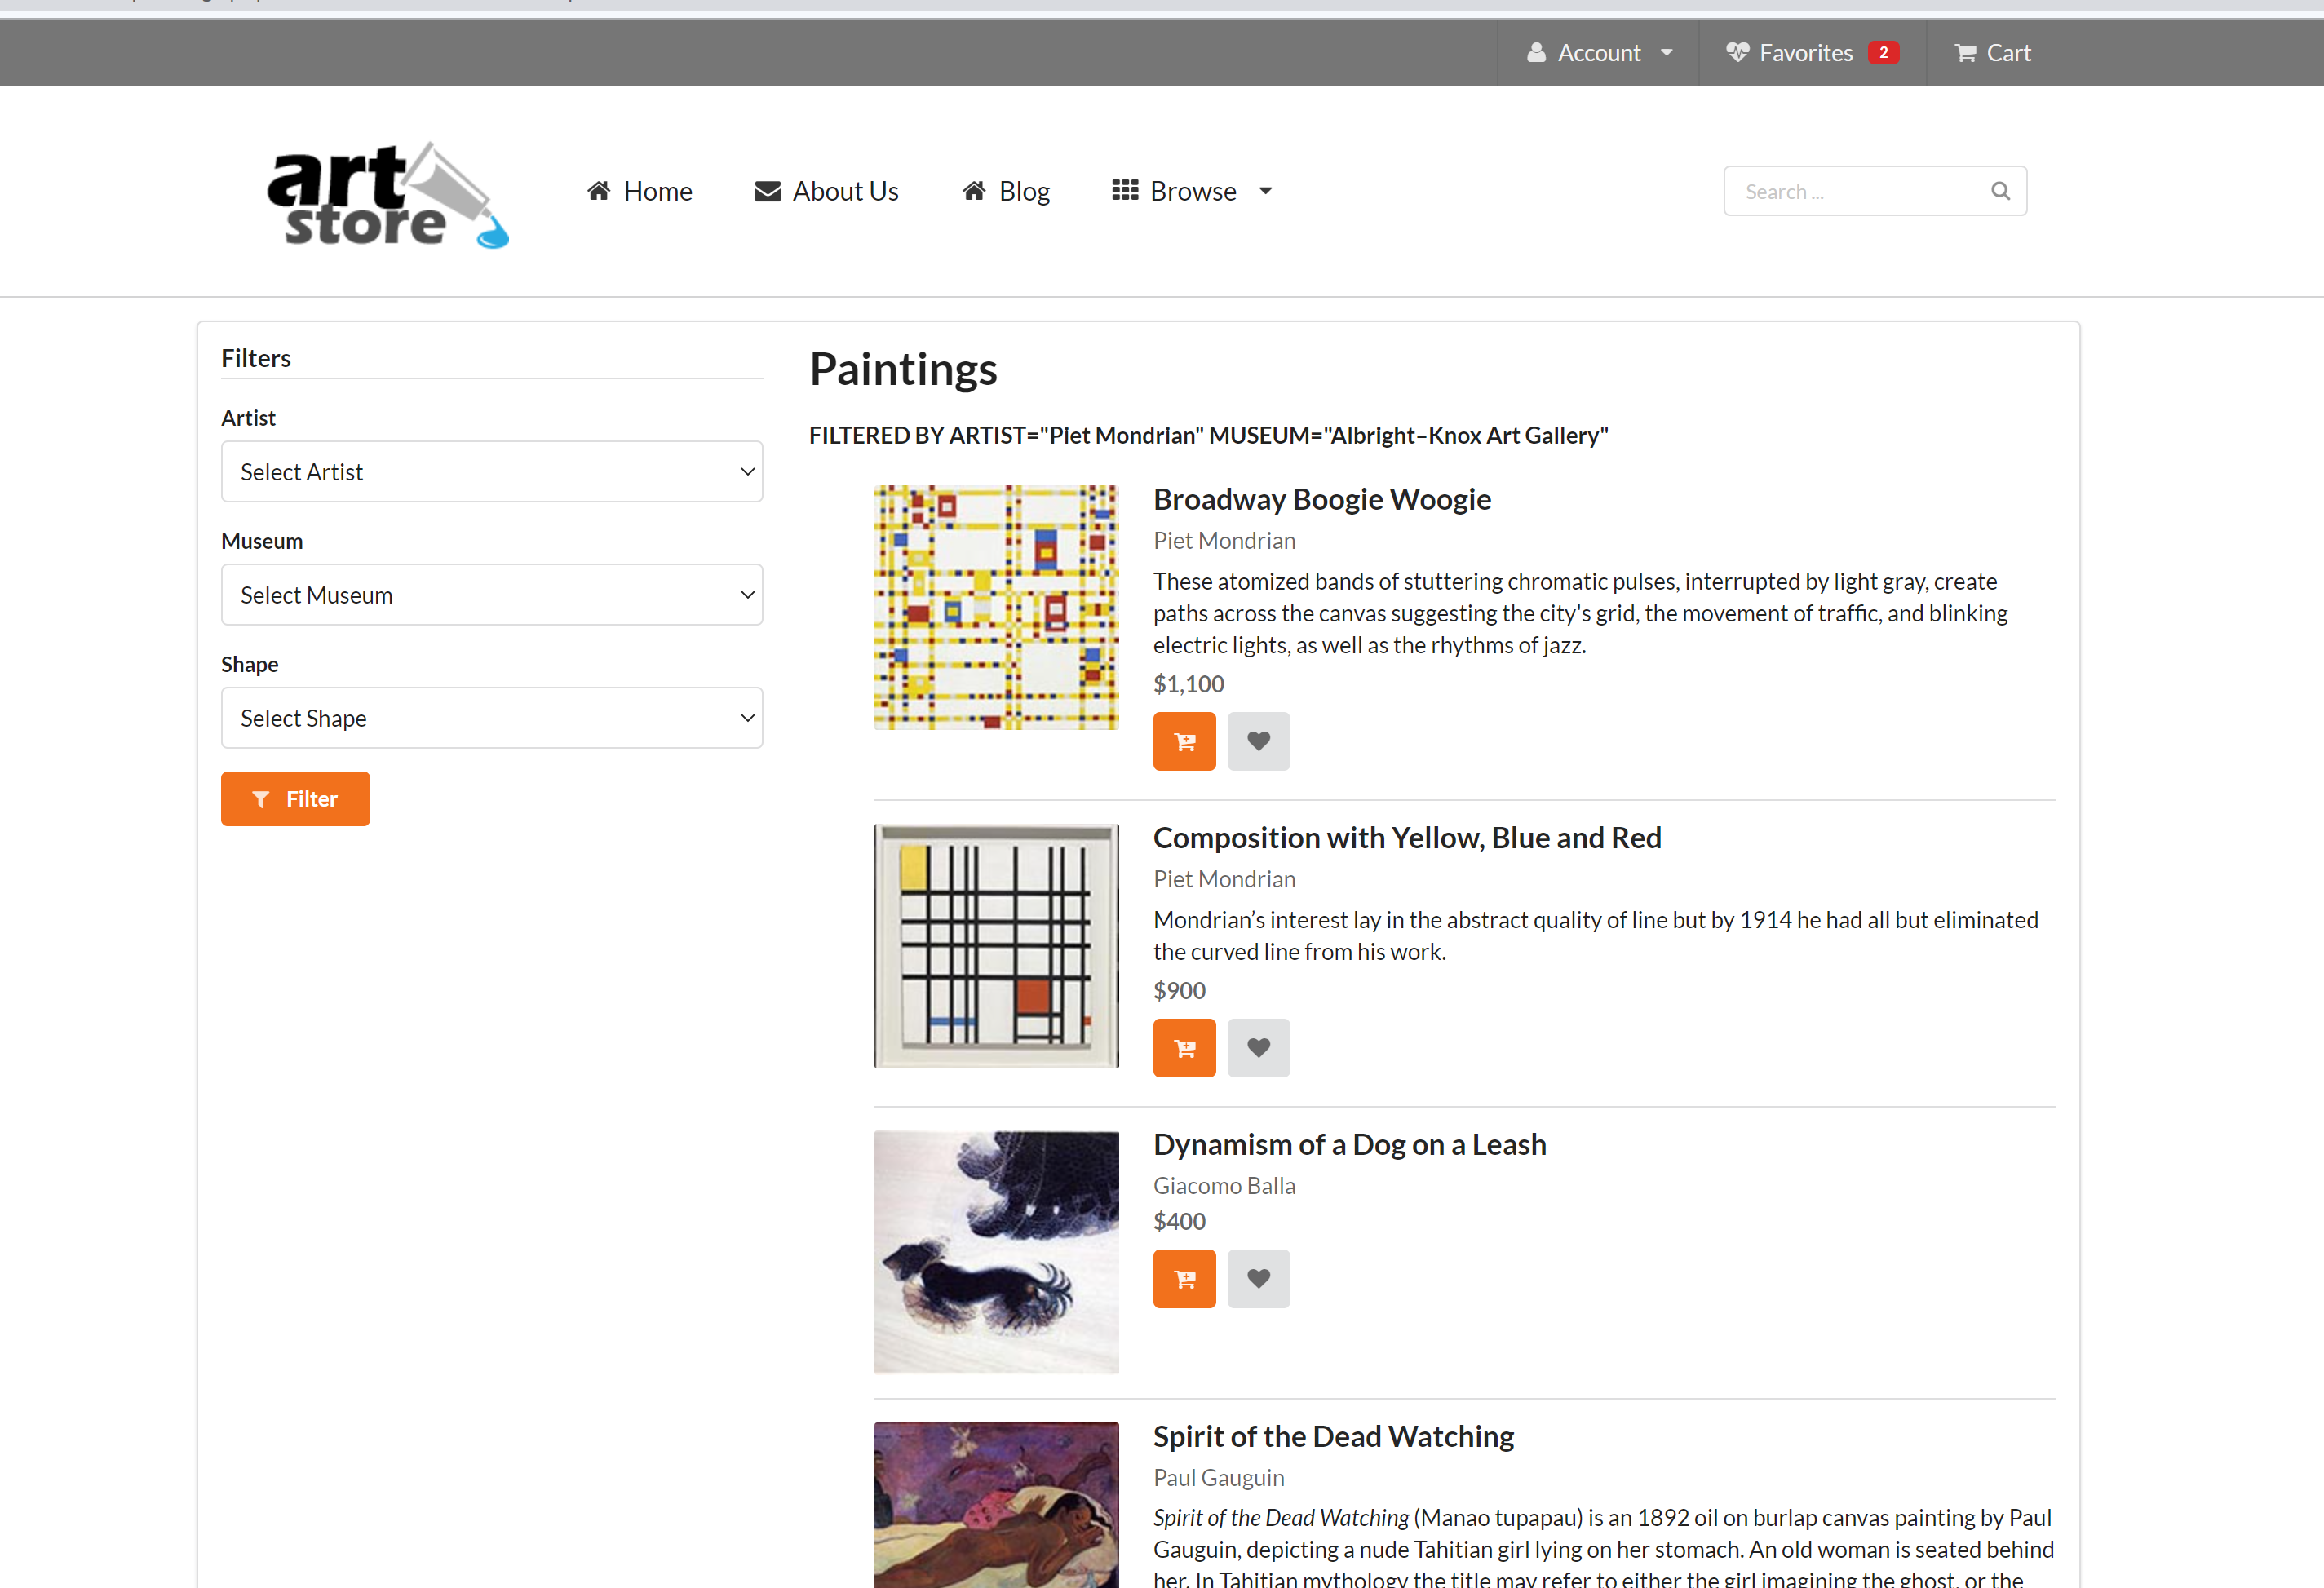 Account
Favorites 2
Cart
art
store
Home
About Us
Blog
Browse
Search ...
Filters
Artist
Select Artist
Museum
Select Museum
Shape
Select Shape
Filter
Paintings
FILTERED BY ARTIST="Piet Mondrian" MUSEUM="Albright–Knox Art Gallery"
Broadway Boogie Woogie
Piet Mondrian
These atomized bands of stuttering chromatic pulses, interrupted by light gray, create
paths across the canvas suggesting the city's grid, the movement of traffic, and blinking
electric lights, as well as the rhythms of jazz.
$1,100
Composition with Yellow, Blue and Red
Piet Mondrian
Mondrian’s interest lay in the abstract quality of line but by 1914 he had all but eliminated
the curved line from his work.
$900
Dynamism of a Dog on a Leash
Giacomo Balla
$400
Spirit of the Dead Watching
Paul Gauguin
Spirit of the Dead Watching (Manao tupapau) is an 1892 oil on burlap canvas painting by Paul
Gauguin, depicting a nude Tahitian girl lying on her stomach. An old woman is seated behind
her. In Tahitian mythology the title may refer to either the girl imagining the ghost, or the